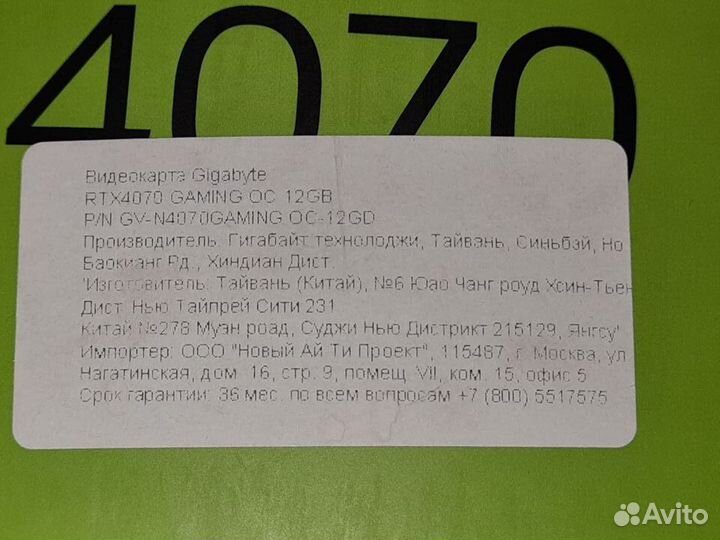 4070
Видеокарта Gigabyte
RTX4070 GAMING OC 12GB
P/N GV-N4070GAMING OC-12GD
Производитель: Гигабайт технолоджи, Тайвань, Синьбэй, Но
Баокианг Рд., Хиндиан Дист.
'Изготовитель: Тайвань (Китай), №6 Юао Чанг роуд Хсин-Тьен
Дист. Нью Тайпрей Сити 231
Китай №278 Муэн роад, Суджи Нью Дистрикт 215129, Янгсу'
Импортер: ООО "Новый Ай Ти Проект", 115487, г. Москва, ул.
Нагатинская, дом. 16, стр. 9, помещ. VII, ком. 15, офис 5
Срок гарантии: 36 мес. по всем вопросам +7 (800) 5517575
Avito